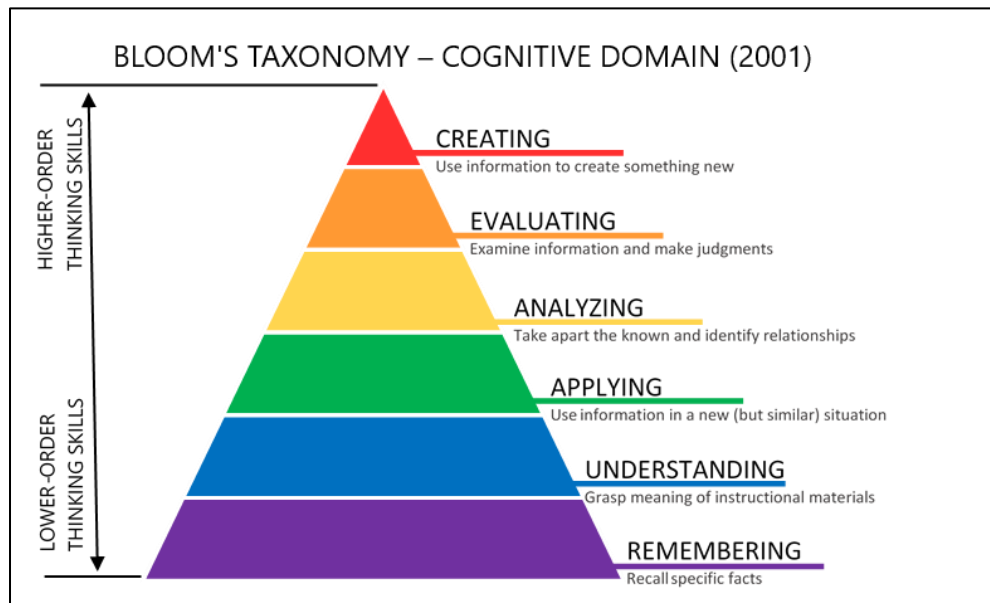 BLOOM'S TAXONOMY – COGNITIVE DOMAIN (2001)
HIGHER-ORDER
THINKING SKILLS
LOWER-ORDER
THINKING SKILLS
CREATING
Use information to create something new
EVALUATING
Examine information and make judgments
ANALYZING
Take apart the known and identify relationships
APPLYING
Use information in a new (but similar) situation
UNDERSTANDING
Grasp meaning of instructional materials
REMEMBERING
Recall specific facts